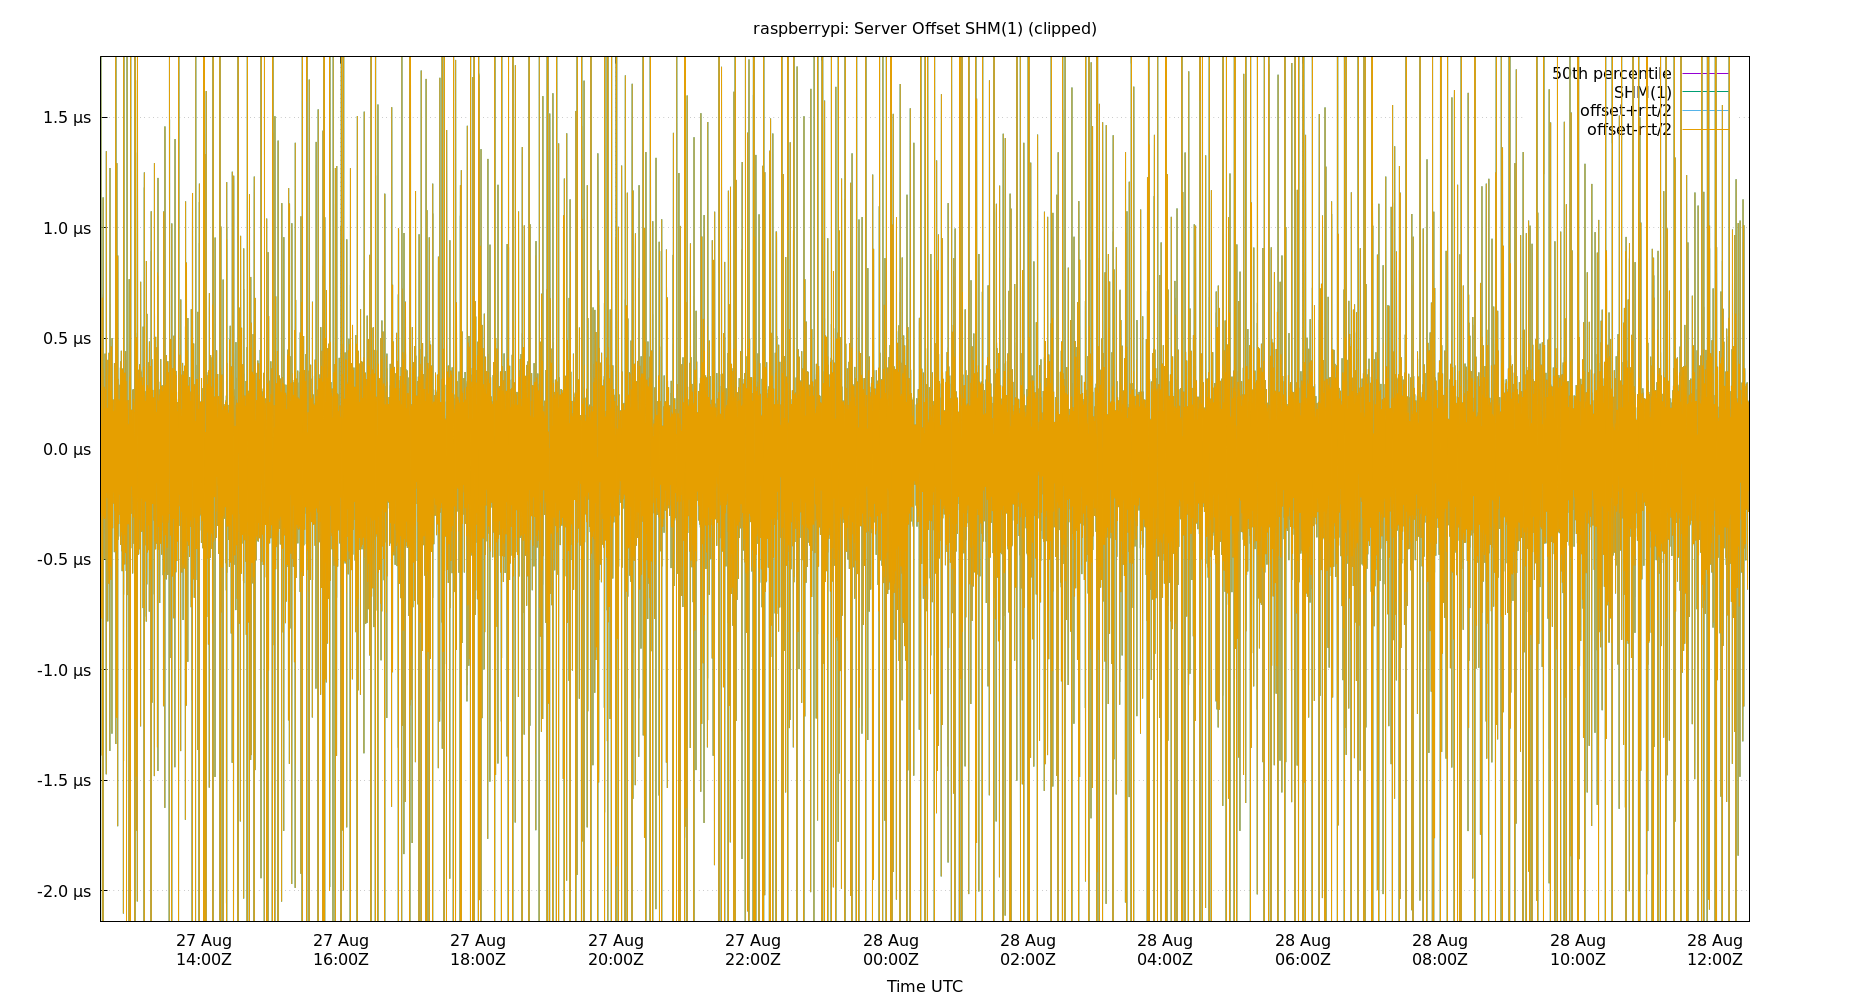 raspberrypi: Server Offset SHM(1) (clipped)
50th percentile
SHM(1)
offset+rtt/2
offset-rtt/2
1.5 µs
1.0 µs
0.5 µs
0.0 µs
-0.5 µs
-1.0 µs
-1.5 µs
-2.0 µs
27 Aug 27 Aug 27 Aug 27 Aug 27 Aug 28 Aug 28 Aug 28 Aug 28 Aug 28 Aug 28 Aug 28 Aug
14:00Z 16:00Z 18:00Z 20:00Z 22:00Z 00:00Z 02:00Z 04:00Z 06:00Z 08:00Z 10:00Z 12:00Z
Time UTC